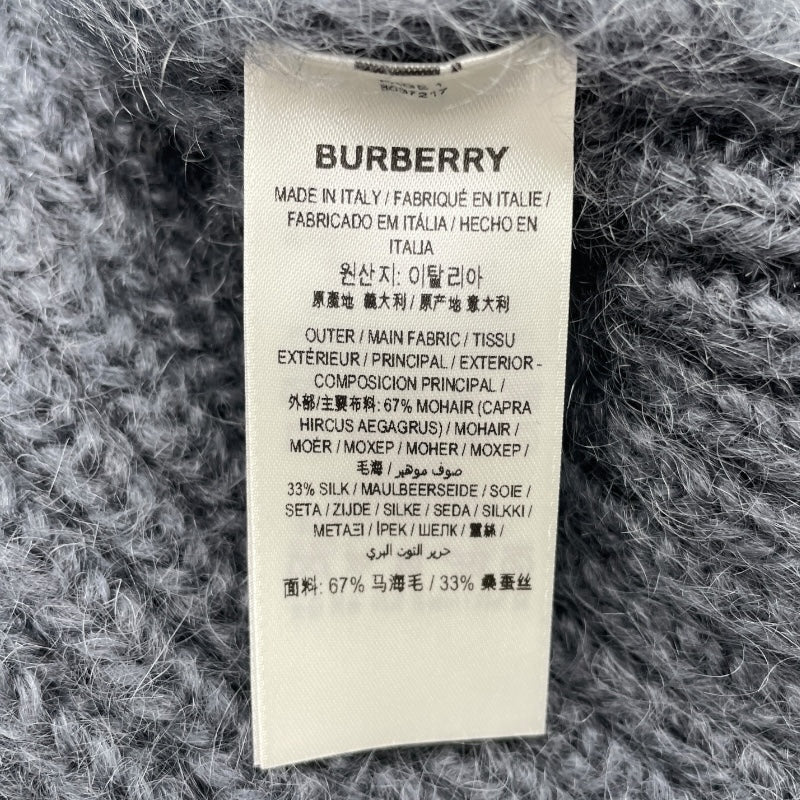 8037217
BURBERRY
MADE IN ITALY / FABRIQUÉ EN ITALIE /
FABRICADO EM ITÁLIA / HECHO EN
ITALIA
원산지: 이탈리아
原產地 義大利 / 原产地 意大利
OUTER / MAIN FABRIC / TISSU
EXTÉRIEUR / PRINCIPAL / EXTERIOR -
COMPOSICION PRINCIPAL /
外部/主要布料: 67% MOHAIR (CAPRA
HIRCUS AEGAGRUS) / MOHAIR /
MOER / MOXEP / MOHER / MOXEP /
毛海 / صوف موهير
33% SILK / MAULBEERSEIDE / SOIE /
SETA / ZIJDE / SILKE / SEDA / SILKKI /
ΜΕΤΑΞΙ / İPEK / ШЕЛК / 蠶絲 /
حرير التوت البري
面料: 67% 马海毛 / 33% 桑蚕丝